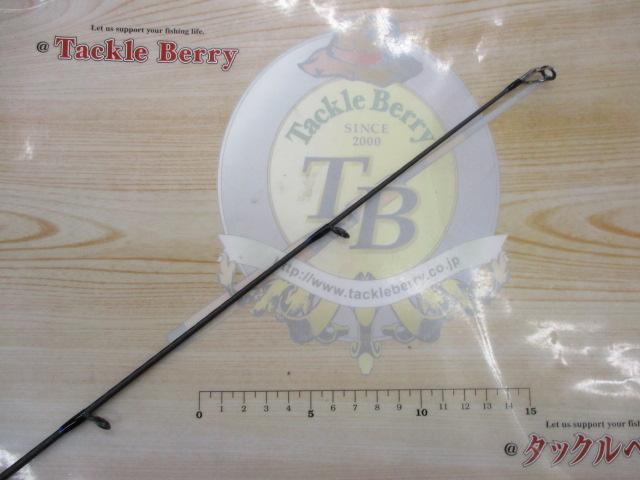 Let us support your fishing life.
@ Tackle Berry
Tackle Berry
SINCE
2000
TB
http://www.tackleberry.co.jp
0 1 2 3 4 5 6 7 8 9 10 11 12 13 14 15
Let us support your fish
@ タックルベ